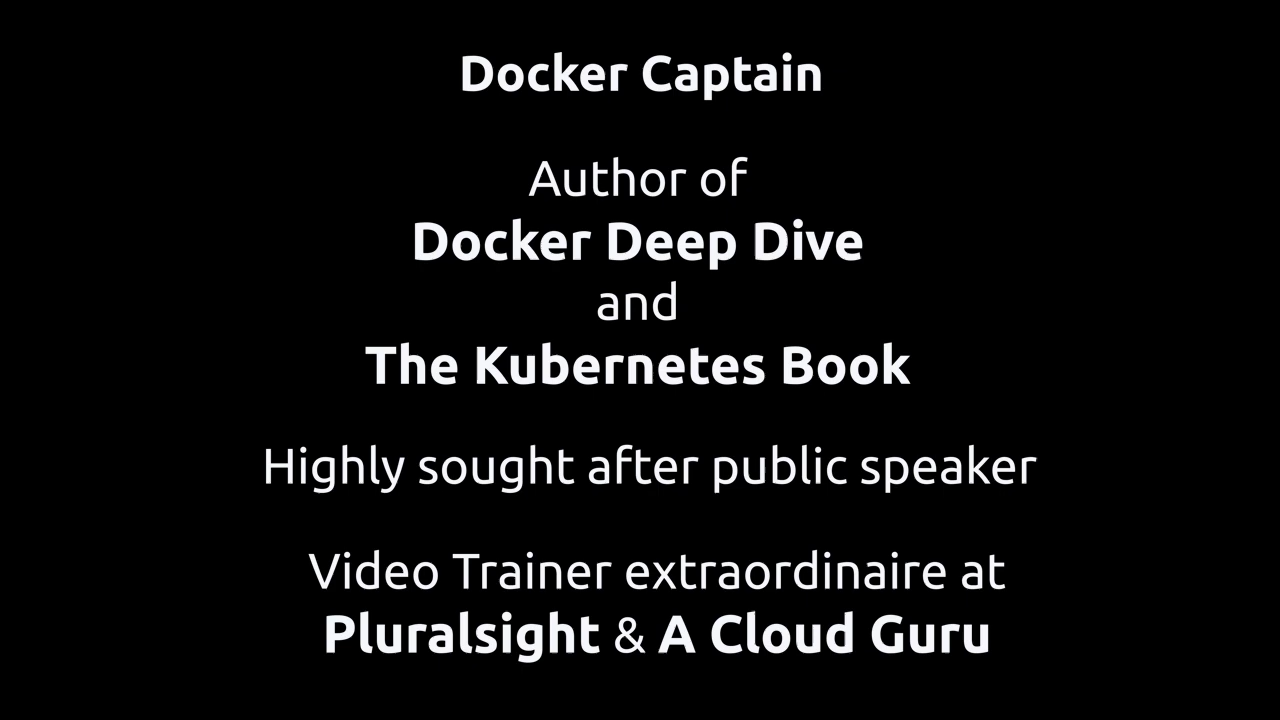 Docker Captain
Author of
Docker Deep Dive
and
The Kubernetes Book
Highly sought after public speaker
Video Trainer extraordinaire at
Pluralsight & A Cloud Guru